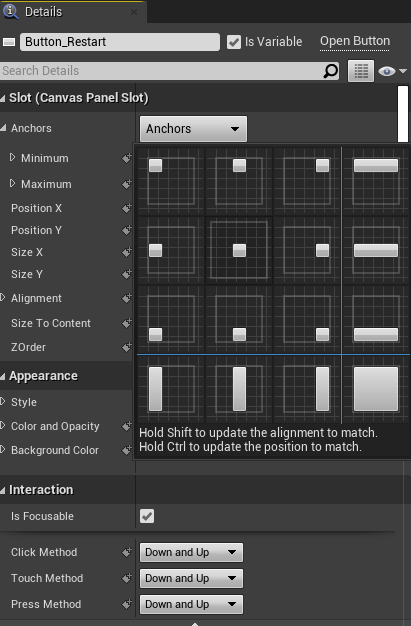 Details
Button_Restart
Is Variable
Open Button
Search Details
Slot (Canvas Panel Slot)
Anchors
Anchors
Minimum
Maximum
Position X
Position Y
Size X
Size Y
Alignment
Size To Content
ZOrder
Appearance
Style
Color and Opacity
Background Color
Hold Shift to update the alignment to match.
Hold Ctrl to update the position to match.
Interaction
Is Focusable
Click Method
Down and Up
Touch Method
Down and Up
Press Method
Down and Up